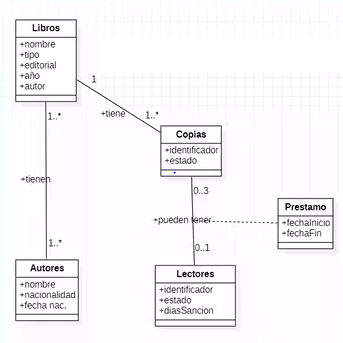 Libros
+nombre
+tipo
+editorial
+año
+autor
1
1..*
+tiene
1..*
Copias
+identificador
+estado
+tienen
0..3
Prestamo
+fechaInicio
+fechaFin
+pueden tener
1..*
0..1
Autores
+nombre
+nacionalidad
+fecha nac.
Lectores
+identificador
+estado
+diasSancion